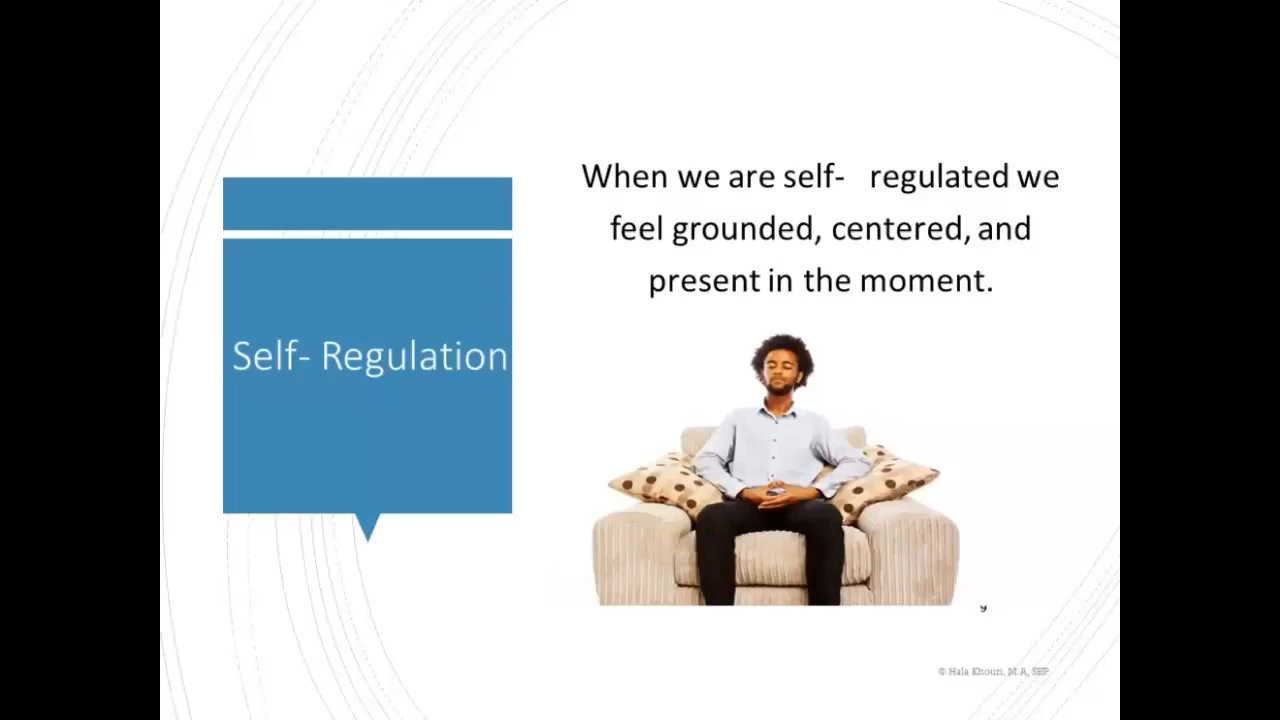 When we are self- regulated we
feel grounded, centered, and
present in the moment.
Self- Regulation
g
© Hala Khouri, M.A, SEP